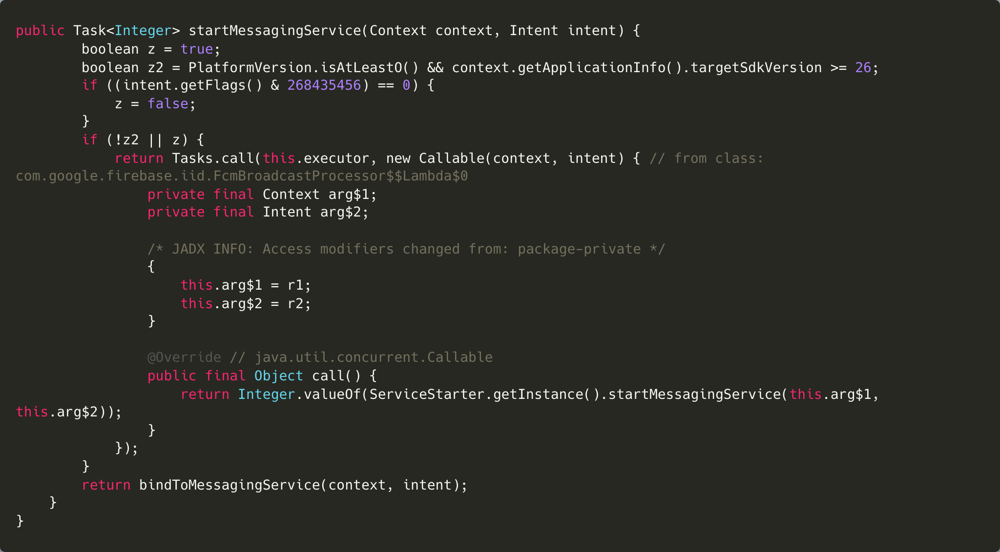 public Task<Integer> startMessagingService(Context context, Intent intent) {
        boolean z = true;
        boolean z2 = PlatformVersion.isAtLeastO() && context.getApplicationInfo().targetSdkVersion >= 26;
        if ((intent.getFlags() & 268435456) == 0) {
            z = false;
        }
        if (!z2 || z) {
            return Tasks.call(this.executor, new Callable(context, intent) { // from class:
com.google.firebase.iid.FcmBroadcastProcessor$$Lambda$0
                private final Context arg$1;
                private final Intent arg$2;

                /* JADX INFO: Access modifiers changed from: package-private */
                {
                    this.arg$1 = r1;
                    this.arg$2 = r2;
                }

                @Override // java.util.concurrent.Callable
                public final Object call() {
                    return Integer.valueOf(ServiceStarter.getInstance().startMessagingService(this.arg$1,
this.arg$2));
                }
            });
        }
        return bindToMessagingService(context, intent);
    }
}